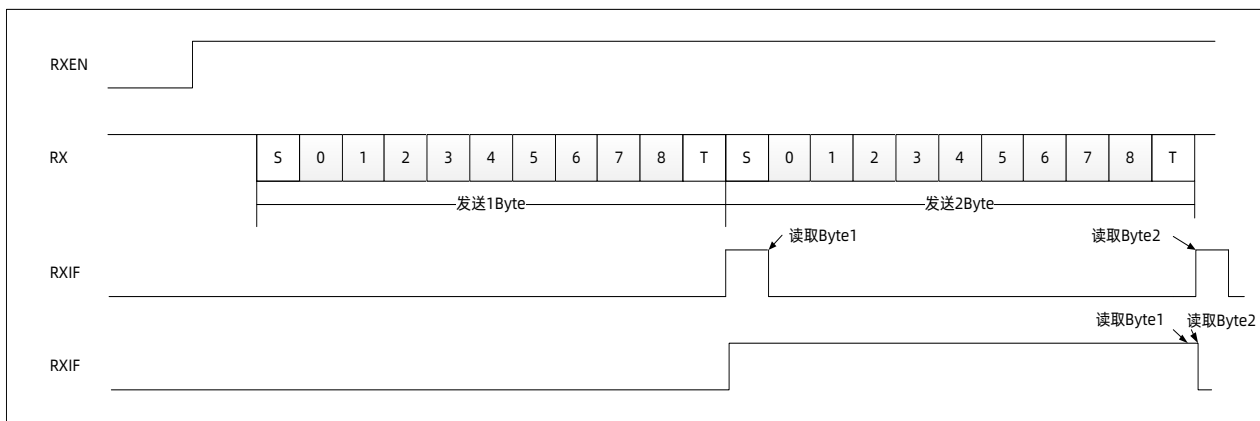 RXEN
RX S 0 1 2 3 4 5 6 7 8 T S 0 1 2 3 4 5 6 7 8 T
发送1Byte 发送2Byte
读取Byte1 读取Byte2
RXIF
读取Byte1 读取Byte2
RXIF